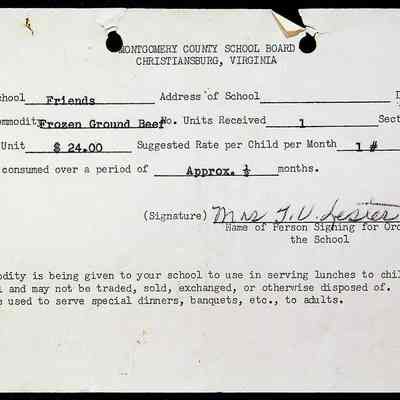 MONTGOMERY COUNTY SCHOOL BOARD
CHRISTIANSBURG, VIRGINIA
chool Friends Address of School D
ommodity Frozen Ground Beef No. Units Received 1 Sect
Unit $ 24.00 Suggested Rate per Child per Month 1 #
consumed over a period of Approx. ½ months.
(Signature) Mrs J. V. Lester
Name of Person Signing for Ord
the School
odity is being given to your school to use in serving lunches to chil
l and may not be traded, sold, exchanged, or otherwise disposed of.
e used to serve special dinners, banquets, etc., to adults.